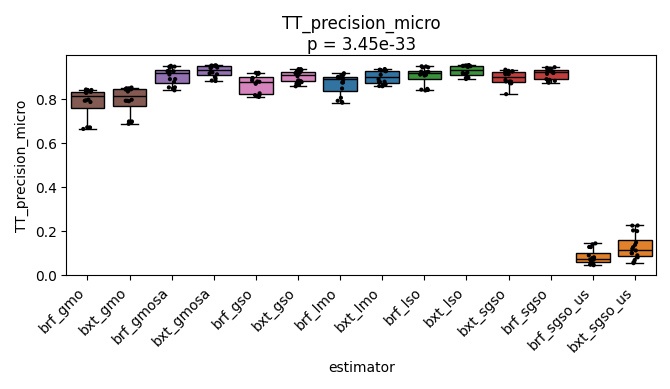 TT_precision_micro
p = 3.45e-33
TT_precision_micro
0.8
0.6
0.4
0.2
0.0
brf_gmo
bxt_gmo
brf_gmosa
bxt_gmosa
brf_gso
bxt_gso
brf_lmo
bxt_lmo
brf_lso
bxt_lso
bxt_sgso
brf_sgso
brf_sgso_us
bxt_sgso_us
estimator